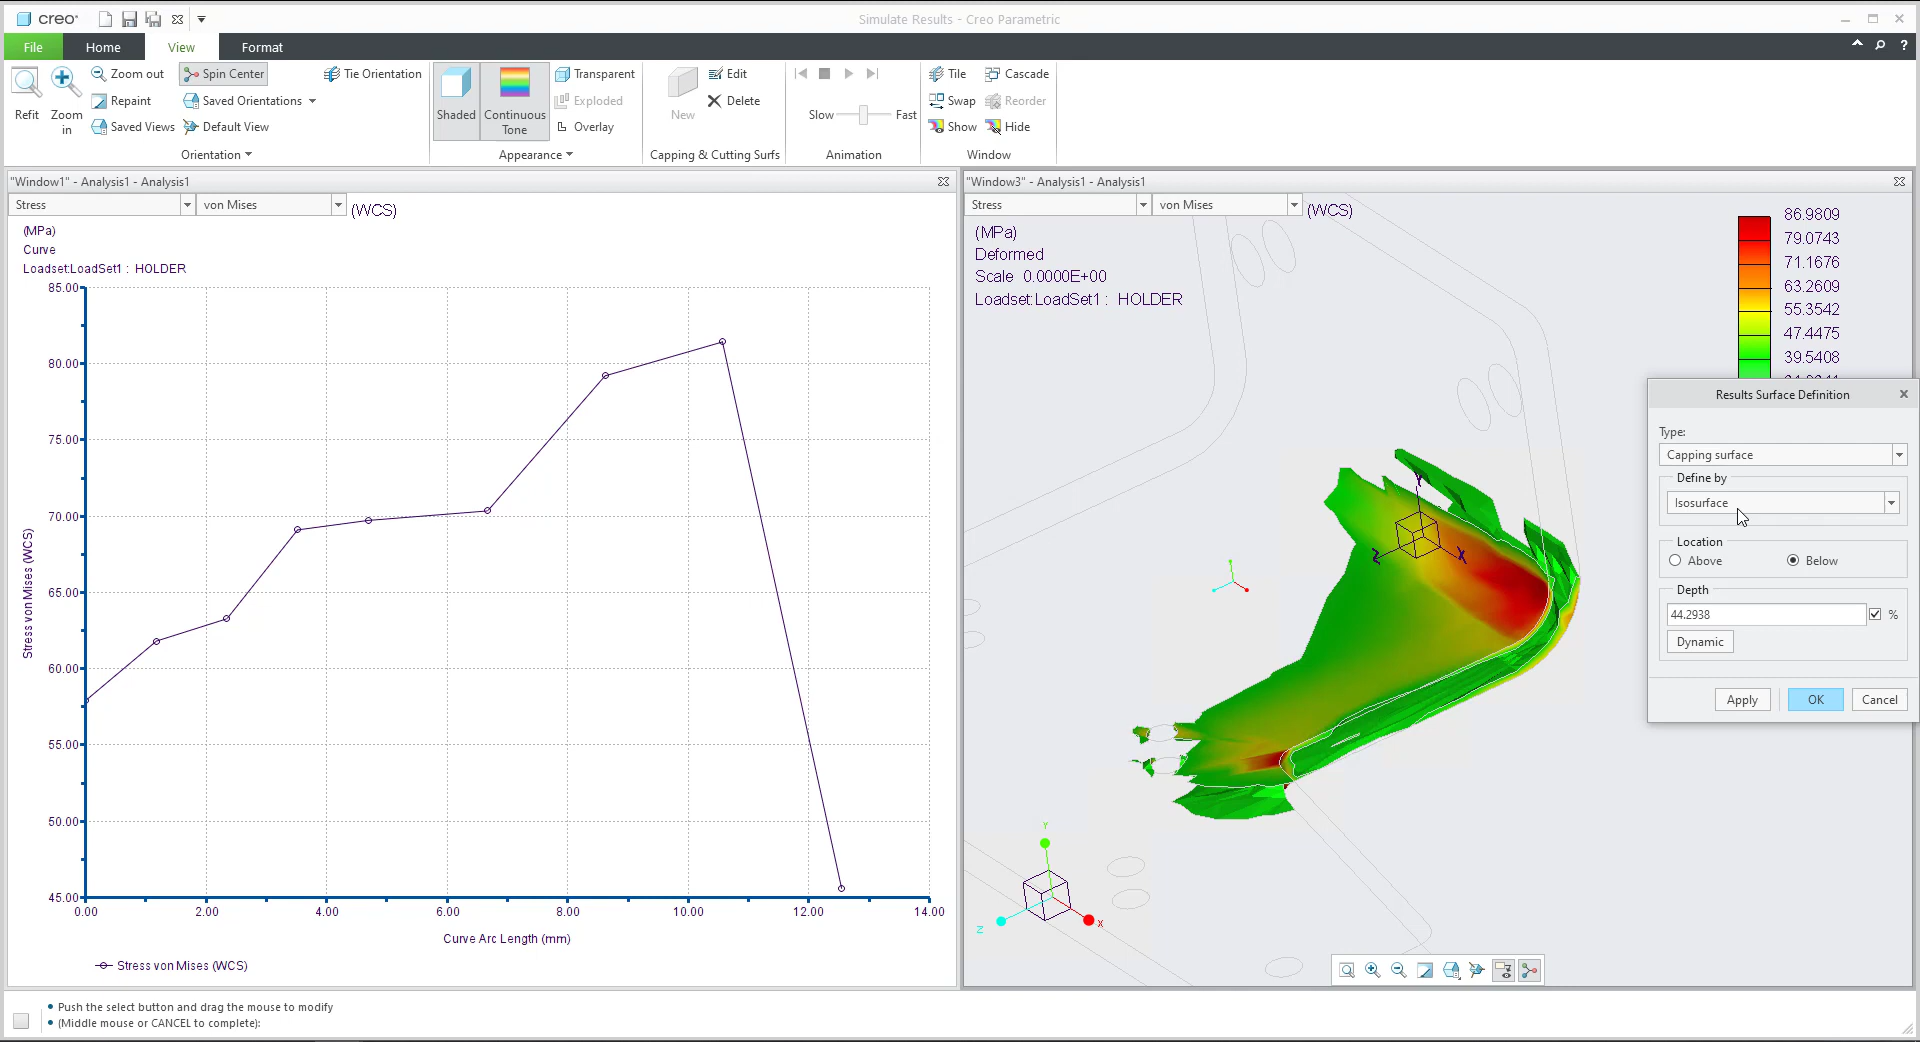 creo
Simulate Results - Creo Parametric
File
Home
View
Format
?
Refit
Zoom in
Zoom out
Repaint
Saved Views
Spin Center
Saved Orientations
Default View
Tie Orientation
Orientation
Shaded
Continuous Tone
Transparent
Exploded
Overlay
Appearance
New
Edit
Delete
Capping & Cutting Surfs
Slow
Fast
Animation
Tile
Swap
Show
Cascade
Reorder
Hide
Window
"Window1" - Analysis1 - Analysis1
Stress
von Mises
(WCS)
(MPa)
Curve
Loadset:LoadSet1 : HOLDER
85.00
80.00
75.00
70.00
65.00
60.00
55.00
50.00
45.00
Stress von Mises (WCS)
0.00
2.00
4.00
6.00
8.00
10.00
12.00
14.00
Curve Arc Length (mm)
Stress von Mises (WCS)
"Window3" - Analysis1 - Analysis1
Stress
von Mises
(WCS)
(MPa)
Deformed
Scale 0.0000E+00
Loadset:LoadSet1 : HOLDER
86.9809
79.0743
71.1676
63.2609
55.3542
47.4475
39.5408
Y
Z
X
Y
Z
X
Results Surface Definition
Type:
Capping surface
Define by
Isosurface
Location
Above
Below
Depth
44.2938
%
Dynamic
Apply
OK
Cancel
Push the select button and drag the mouse to modify
(Middle mouse or CANCEL to complete):